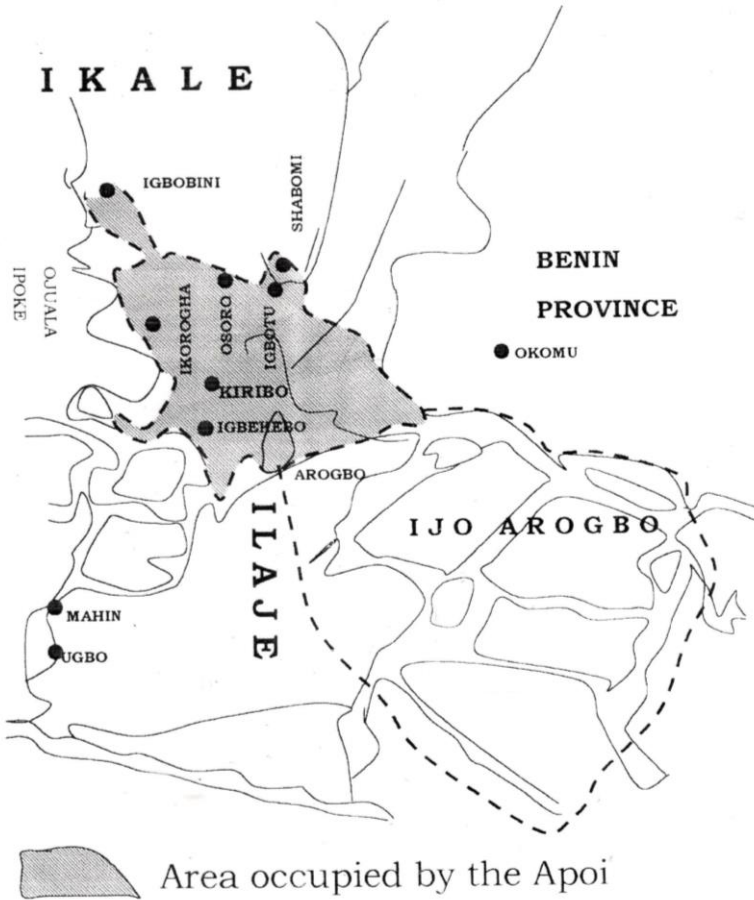 IKALE
IGBOBINI
SHABOMI
BENIN
PROVINCE
OJUALA
IPOKE
IKOROGHA
OSORO
IGBOTU
OKOMU
KIRIBO
IGBEHEBO
AROGBO
IJO AROGBO
ILAJE
MAHIN
UGBO
Area occupied by the Apoi